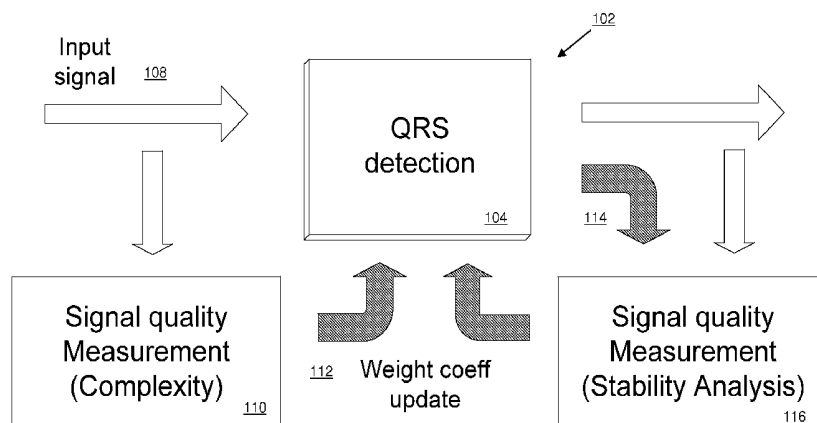 102
Input
signal
108
QRS
detection
104
114
Signal quality
Measurement
(Complexity)
110
112
Weight coeff
update
Signal quality
Measurement
(Stability Analysis)
116